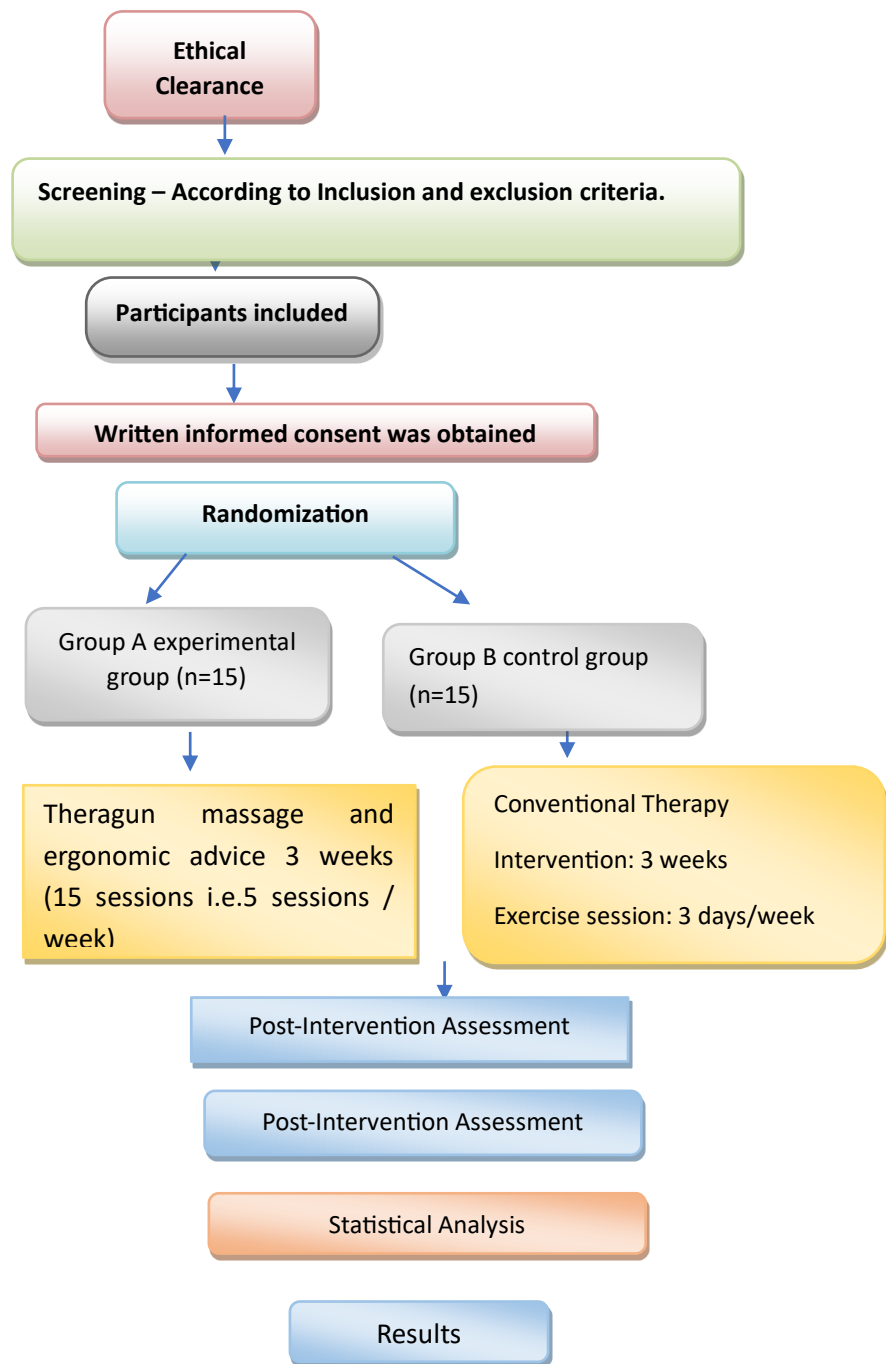 Ethical
Clearance
Screening – According to Inclusion and exclusion criteria.
Participants included
Written informed consent was obtained
Randomization
Group A experimental
group (n=15)
Group B control group
(n=15)
Theragun massage and
ergonomic advice 3 weeks
(15 sessions i.e.5 sessions /
week)
Conventional Therapy
Intervention: 3 weeks
Exercise session: 3 days/week
Post-Intervention Assessment
Post-Intervention Assessment
Statistical Analysis
Results